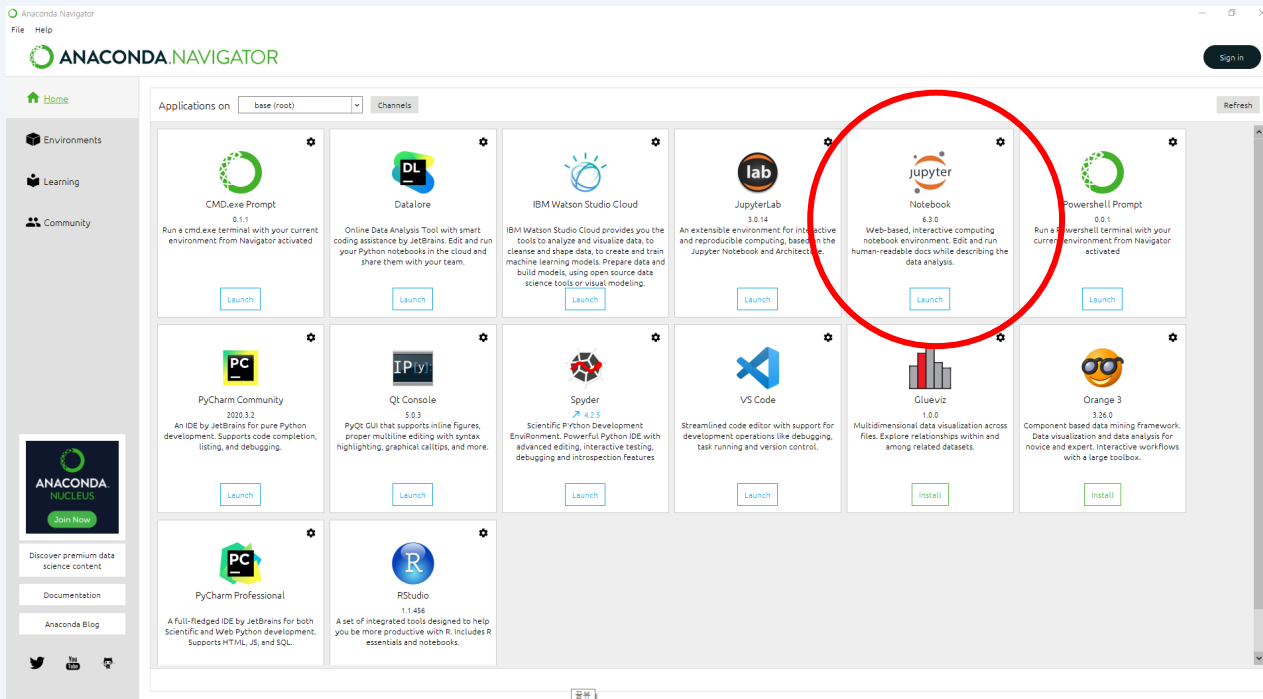 Anaconda Navigator
File Help
ANACONDA.NAVIGATOR
Sign in
Home
Environments
Learning
Community
Applications on base (root) Channels
Refresh
CMD.exe Prompt
0.1.1
Run a cmd.exe terminal with your current
environment from Navigator activated
Launch
DL
Datalore
Online Data Analysis Tool with smart
coding assistance by JetBrains. Edit and run
your Python notebooks in the cloud and
share them with your team.
Launch
IBM Watson Studio Cloud
IBM Watson Studio Cloud provides you the
tools to analyze and visualize data, to
cleanse and shape data, to create and train
machine learning models. Prepare data and
build models, using open source data
science tools or visual modeling.
Launch
lab
JupyterLab
3.0.14
An extensible environment for interactive
and reproducible computing, based on the
Jupyter Notebook and Architecture.
Launch
jupyter
Notebook
6.3.0
Web-based, interactive computing
notebook environment. Edit and run
human-readable docs while describing the
data analysis.
Launch
Powershell Prompt
0.0.1
Run a Powershell terminal with your
current environment from Navigator
activated
Launch
PC
PyCharm Community
2020.3.2
An IDE by JetBrains for pure Python
development. Supports code completion,
listing, and debugging.
Launch
IP[y]:
Qt Console
5.0.3
PyQt GUI that supports inline figures,
proper multiline editing with syntax
highlighting, graphical calltips, and more.
Launch
Spyder
4.2.5
Scientific PYthon Development
EnviRonment. Powerful Python IDE with
advanced editing, interactive testing,
debugging and introspection features
Launch
VS Code
Streamlined code editor with support for
development operations like debugging,
task running and version control.
Launch
Glueviz
1.0.0
Multidimensional data visualization across
files. Explore relationships within and
among related datasets.
Install
Orange 3
3.26.0
Component based data mining framework.
Data visualization and data analysis for
novice and expert. Interactive workflows
with a large toolbox.
Install
PC
PyCharm Professional
A full-fledged IDE by JetBrains for both
Scientific and Web Python development.
Supports HTML, JS, and SQL.
R
RStudio
1.1.456
A set of integrated tools designed to help
you be more productive with R. Includes R
essentials and notebooks.
ANACONDA.
NUCLEUS
Join Now
Discover premium data
science content
Documentation
Anaconda Blog
You
Tube